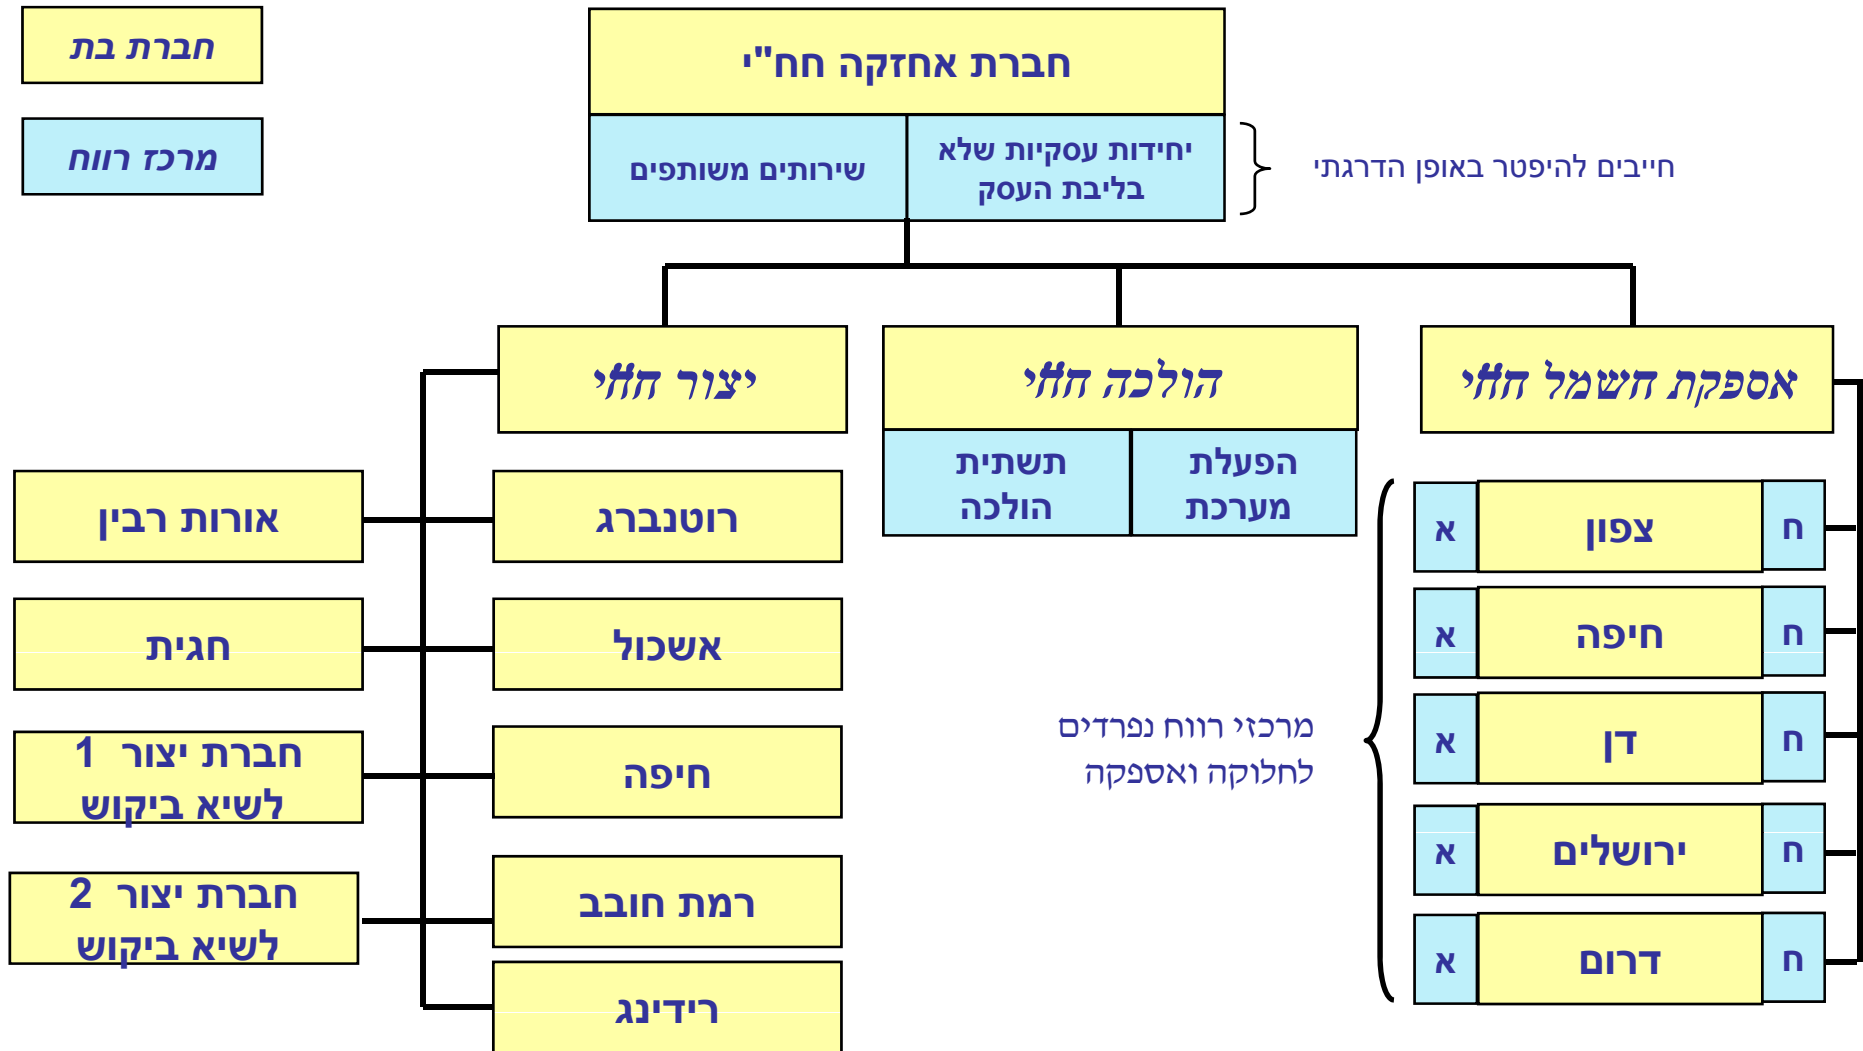 חברת בת
מרכז רווח
חברת אחזקה חח"י
יחידות עסקיות שלא
בליבת העסק
שירותים משותפים
חייבים להיפטר באופן הדרגתי
אספקת חשמל חח"י
הולכה חח"י
יצור חח"י
הפעלת
מערכת
תשתית
הולכה
ח
צפון
א
ח
חיפה
א
ח
דן
א
ח
ירושלים
א
ח
דרום
א
מרכזי רווח נפרדים
לחלוקה ואספקה
רוטנברג
אורות רבין
אשכול
חגית
חיפה
חברת יצור 1
לשיא ביקוש
רמת חובב
חברת יצור 2
לשיא ביקוש
רידינג